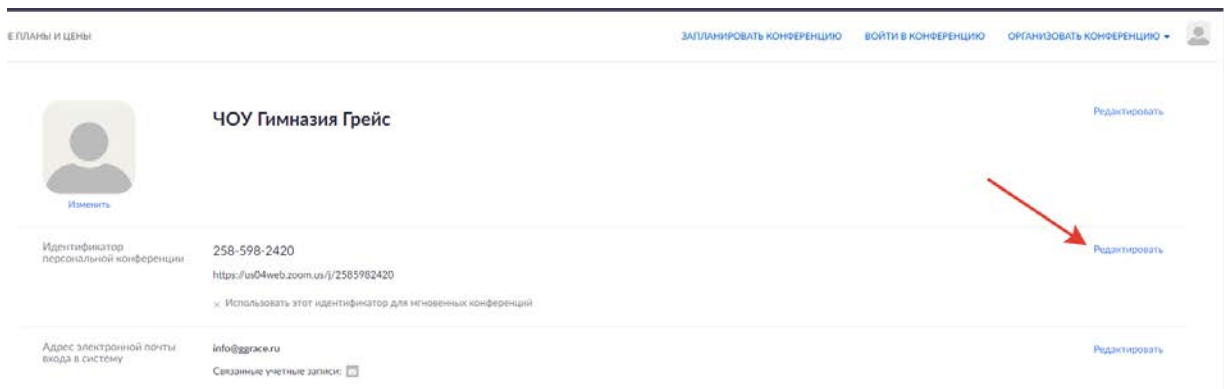 Е ПЛАНЫ И ЦЕНЫ
ЗАПЛАНИРОВАТЬ КОНФЕРЕНЦИЮ
ВОЙТИ В КОНФЕРЕНЦИЮ
ОРГАНИЗОВАТЬ КОНФЕРЕНЦИЮ
ЧОУ Гимназия Грейс
Редактировать
Изменить
Идентификатор
персональной конференции
258-598-2420
Редактировать
https://us04web.zoom.us/j/2585982420
× Использовать этот идентификатор для мгновенных конференций
Адрес электронной почты
входа в систему
info@ggrace.ru
Редактировать
Связанные учетные записи: